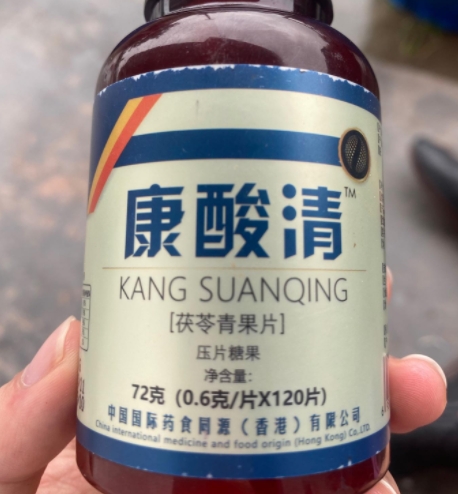 康酸清™
KANG SUANQING
[茯苓青果片]
压片糖果
净含量:
72克（0.6克/片X120片）
中国国际药食同源（香港）有限公司
China international medicine and food origin (Hong Kong) Co., Ltd.